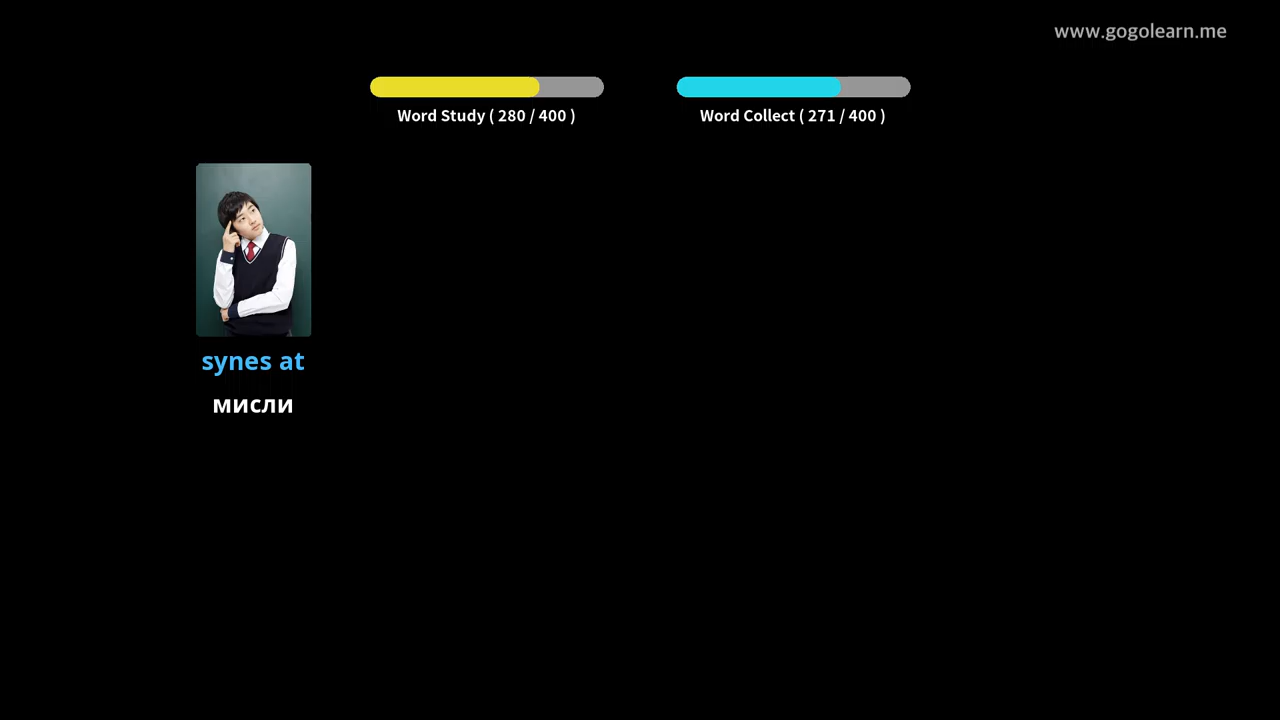 www.gogolearn.me
Word Study ( 280 / 400 )
Word Collect ( 271 / 400 )
synes at
мисли